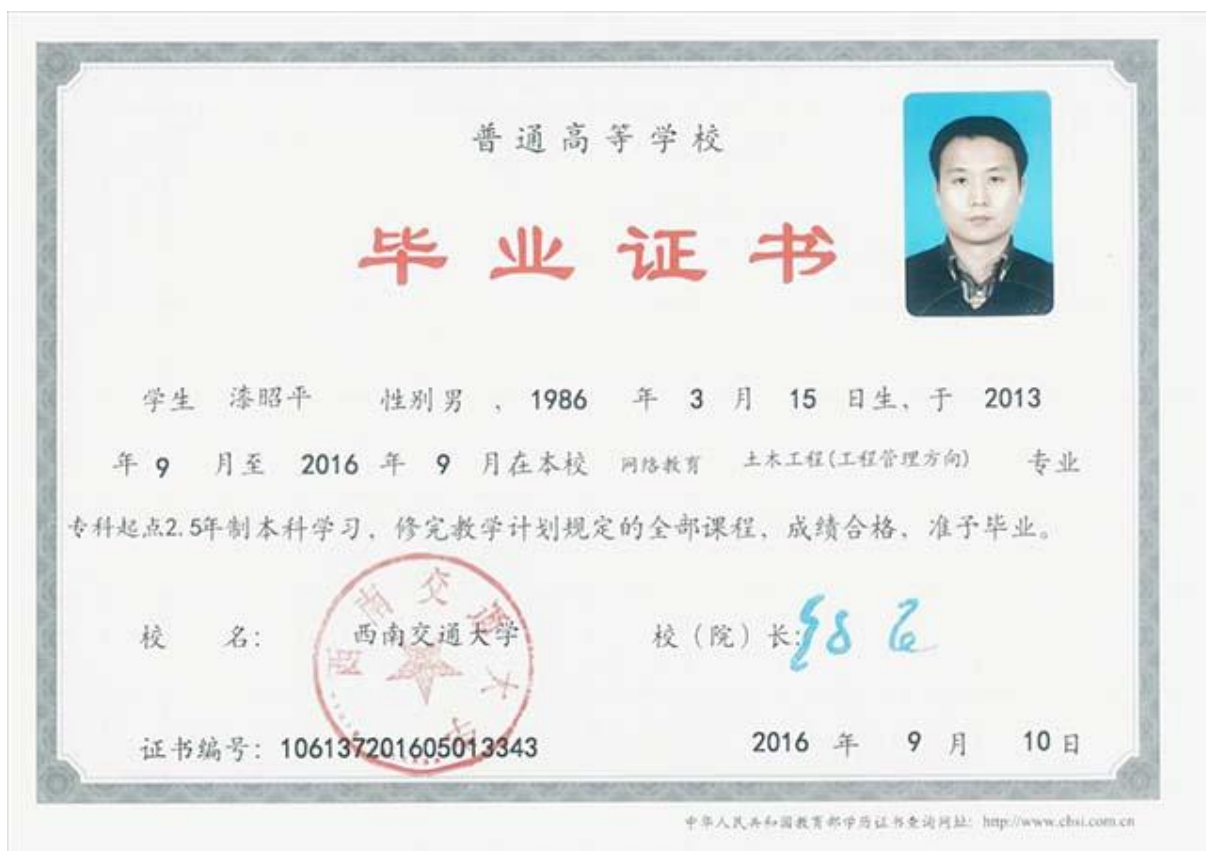 普通高等学校
毕业证书
学生 漆昭平 性别 男 、1986 年 3 月 15 日生、于 2013
年 9 月至 2016 年 9 月在本校 网络教育 土木工程(工程管理方向) 专业
专科起点2.5年制本科学习，修完教学计划规定的全部课程，成绩合格，准予毕业。
校 名： 西南交通大学 校（院）长：
西南交通大学
证书编号：106137201605013343 2016 年 9 月 10 日
中华人民共和国教育部学历证书查询网址: http://www.chsi.com.cn